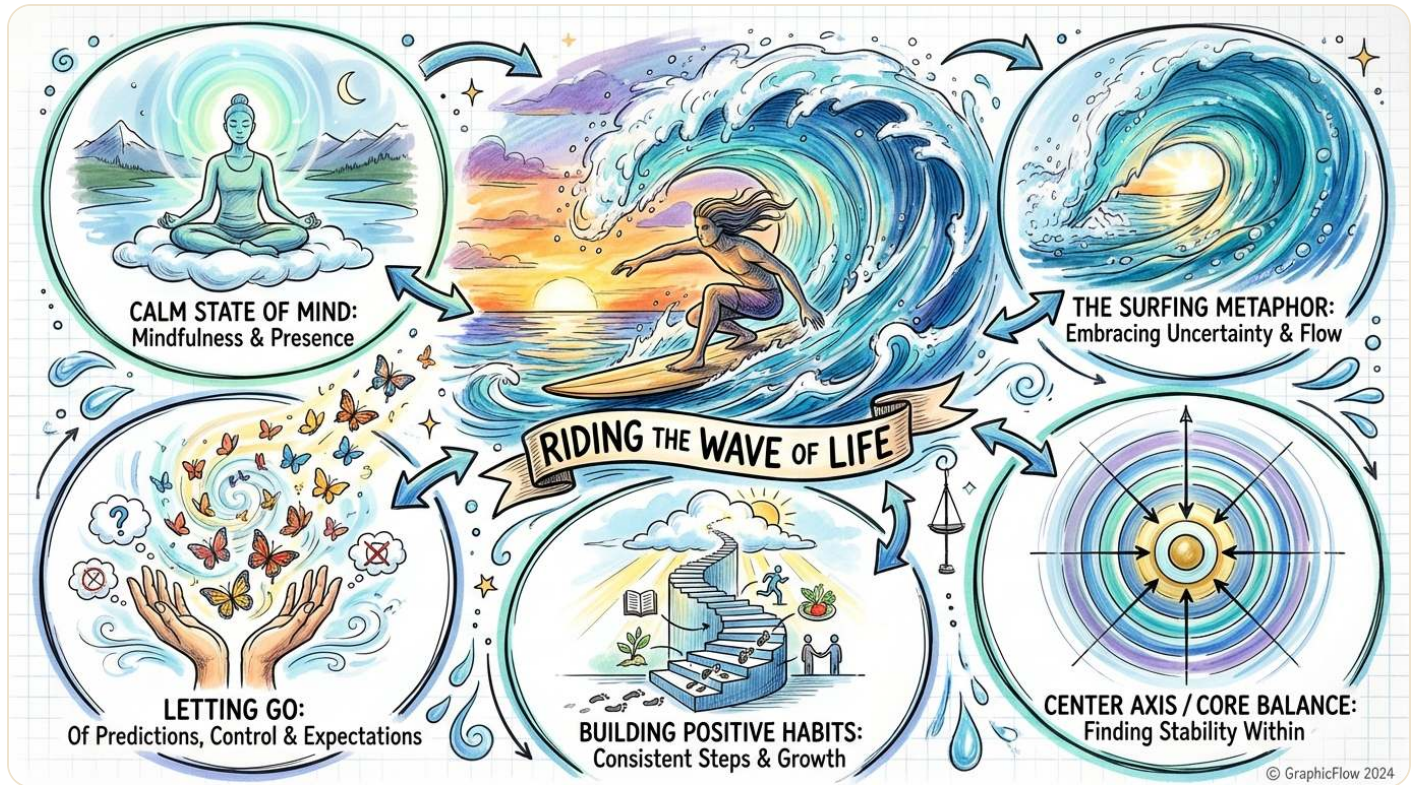 CALM STATE OF MIND:
Mindfulness & Presence
THE SURFING METAPHOR:
Embracing Uncertainty & Flow
RIDING THE WAVE OF LIFE
LETTING GO:
Of Predictions, Control & Expectations
BUILDING POSITIVE HABITS:
Consistent Steps & Growth
CENTER AXIS / CORE BALANCE:
Finding Stability Within
?
© GraphicFlow 2024